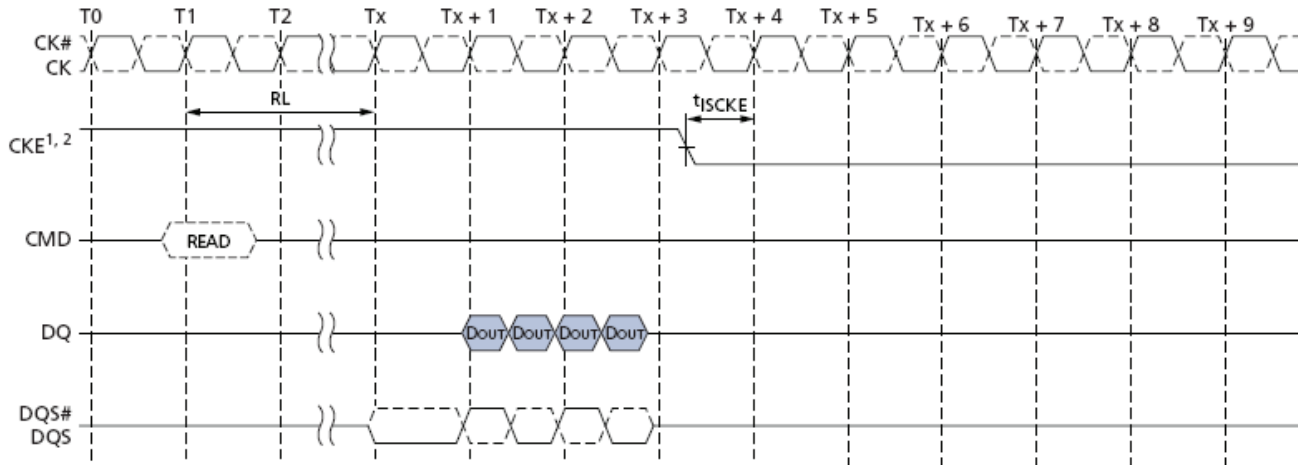 T0 T1 T2 Tx Tx + 1 Tx + 2 Tx + 3 Tx + 4 Tx + 5 Tx + 6 Tx + 7 Tx + 8 Tx + 9
CK#
CK
RL
tISCKE
CKE1, 2
CMD READ
DQ DOUT DOUT DOUT DOUT
DQS#
DQS